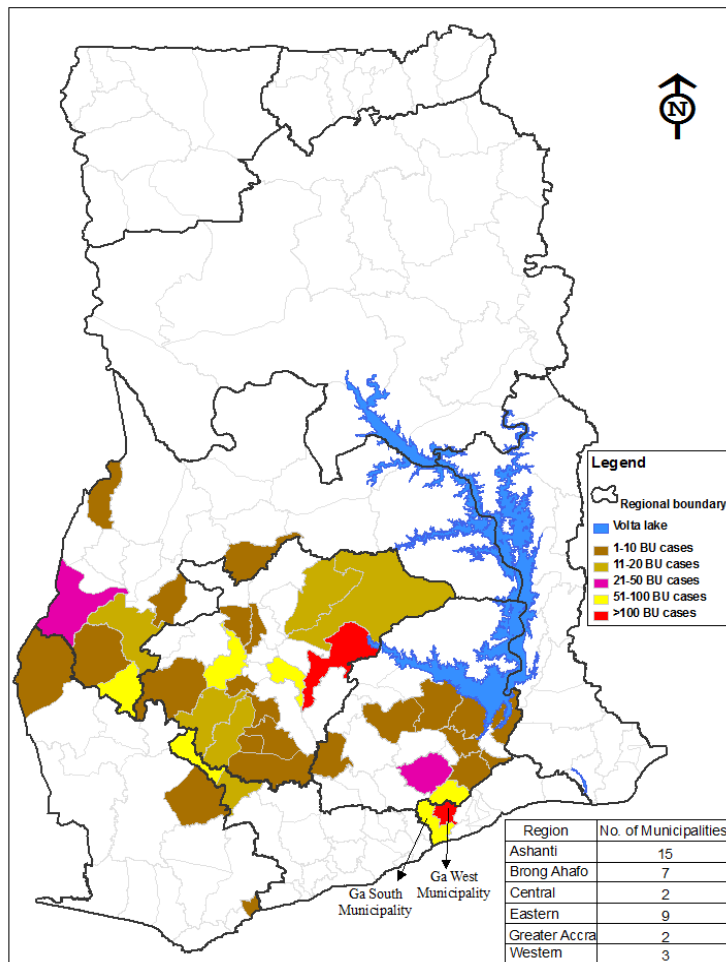 N
Legend
Regional boundary
Volta lake
1-10 BU cases
11-20 BU cases
21-50 BU cases
51-100 BU cases
>100 BU cases
Ga South
Municipality
Ga West
Municipality
Region No. of Municipalities
Ashanti 15
Brong Ahafo 7
Central 2
Eastern 9
Greater Accra 2
Western 3